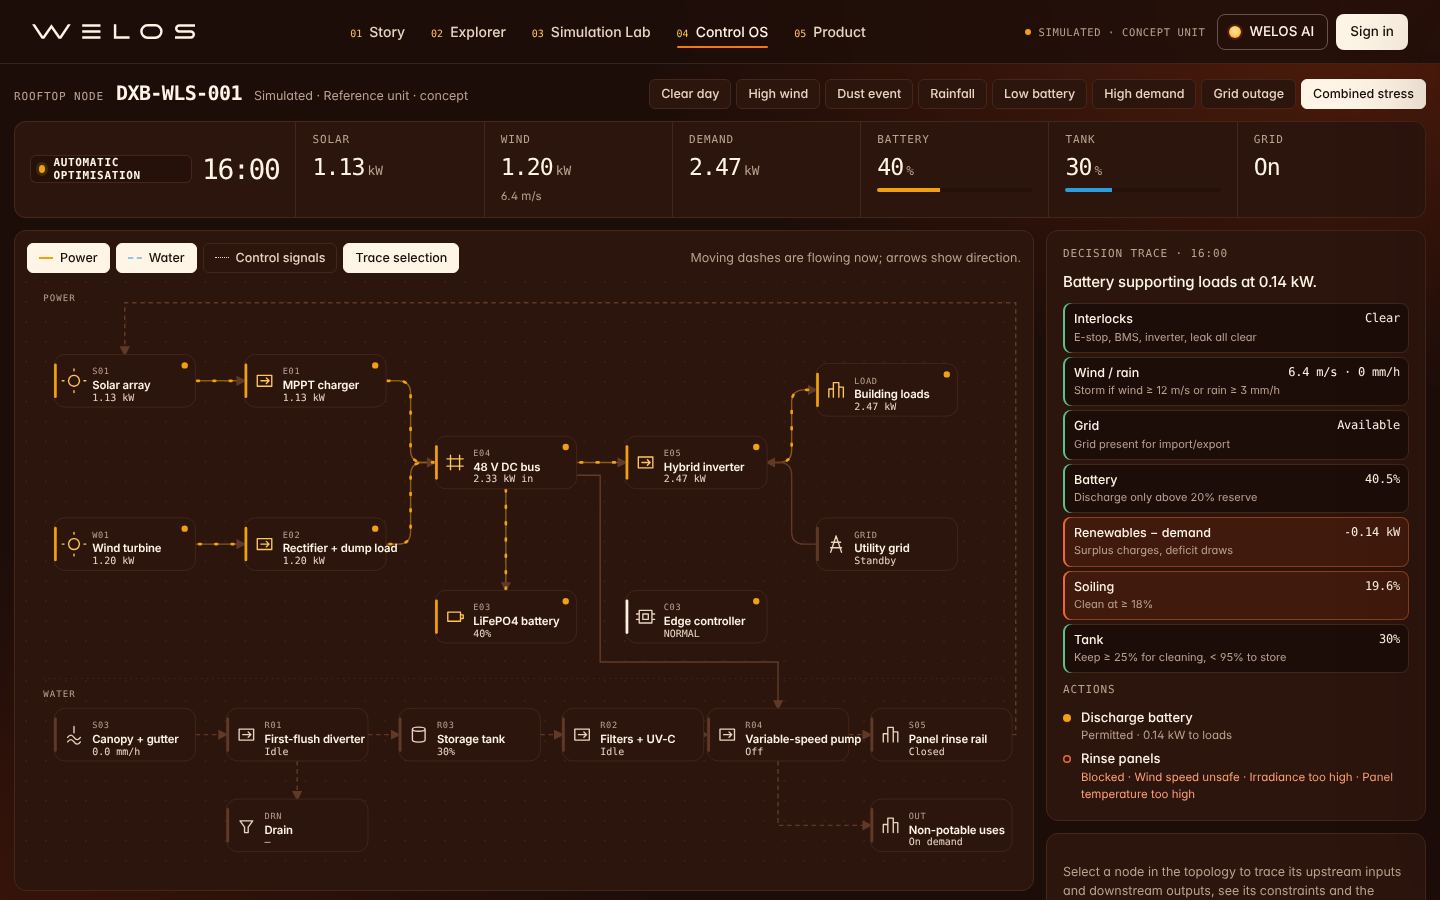 WELOS
01 Story
02 Explorer
03 Simulation Lab
04 Control OS
05 Product
SIMULATED · CONCEPT UNIT
WELOS AI
Sign in
ROOFTOP NODE DXB-WLS-001 Simulated · Reference unit · concept
Clear day
High wind
Dust event
Rainfall
Low battery
High demand
Grid outage
Combined stress
AUTOMATIC
OPTIMISATION
16:00
SOLAR
1.13 kW
WIND
1.20 kW
6.4 m/s
DEMAND
2.47 kW
BATTERY
40 %
TANK
30 %
GRID
On
Power
Water
Control signals
Trace selection
Moving dashes are flowing now; arrows show direction.
POWER
S01
Solar array
1.13 kW
E01
MPPT charger
1.13 kW
LOAD
Building loads
2.47 kW
E04
48 V DC bus
2.33 kW in
E05
Hybrid inverter
2.47 kW
W01
Wind turbine
1.20 kW
E02
Rectifier + dump load
1.20 kW
GRID
Utility grid
Standby
E03
LiFePO4 battery
40%
C03
Edge controller
NORMAL
WATER
S03
Canopy + gutter
0.0 mm/h
R01
First-flush diverter
Idle
R03
Storage tank
30%
R02
Filters + UV-C
Idle
R04
Variable-speed pump
Off
S05
Panel rinse rail
Closed
DRN
Drain
—
OUT
Non-potable uses
On demand
DECISION TRACE · 16:00
Battery supporting loads at 0.14 kW.
Interlocks Clear
E-stop, BMS, inverter, leak all clear
Wind / rain 6.4 m/s · 0 mm/h
Storm if wind ≥ 12 m/s or rain ≥ 3 mm/h
Grid Available
Grid present for import/export
Battery 40.5%
Discharge only above 20% reserve
Renewables − demand -0.14 kW
Surplus charges, deficit draws
Soiling 19.6%
Clean at ≥ 18%
Tank 30%
Keep ≥ 25% for cleaning, < 95% to store
ACTIONS
Discharge battery
Permitted · 0.14 kW to loads
Rinse panels
Blocked · Wind speed unsafe · Irradiance too high · Panel
temperature too high
Select a node in the topology to trace its upstream inputs
and downstream outputs, see its constraints and the